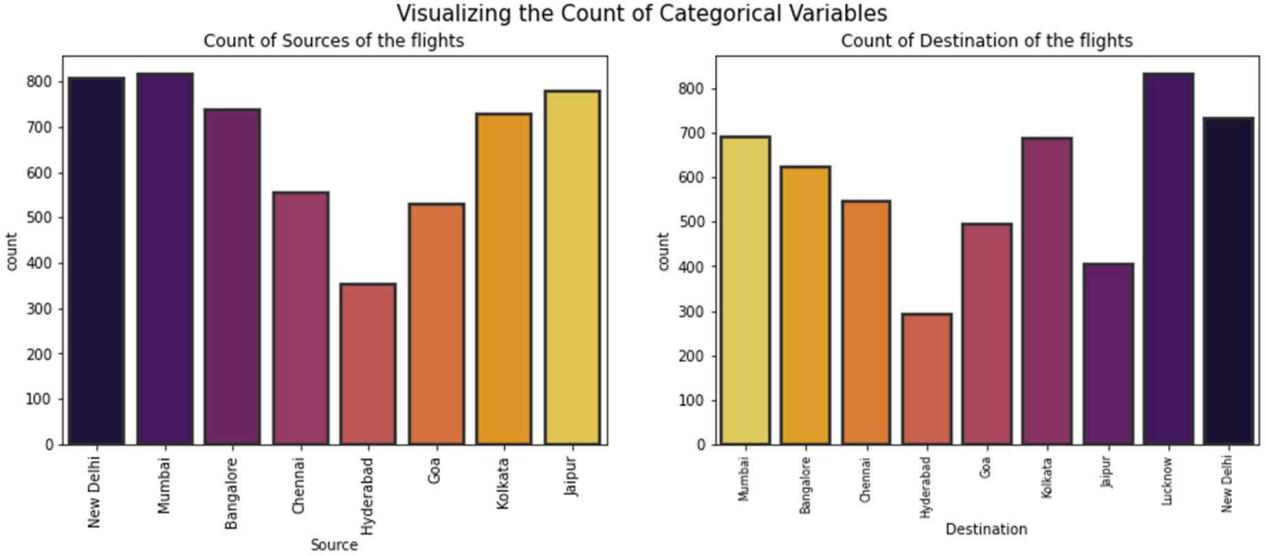 Visualizing the Count of Categorical Variables
Count of Sources of the flights
800
700
600
500
400
300
200
100
0
count
New Delhi
Mumbai
Bangalore
Chennai
Hyderabad
Goa
Kolkata
Jaipur
Source
Count of Destination of the flights
800
700
600
500
400
300
200
100
0
count
Mumbai
Bangalore
Chennai
Hyderabad
Goa
Kolkata
Jaipur
Lucknow
New Delhi
Destination